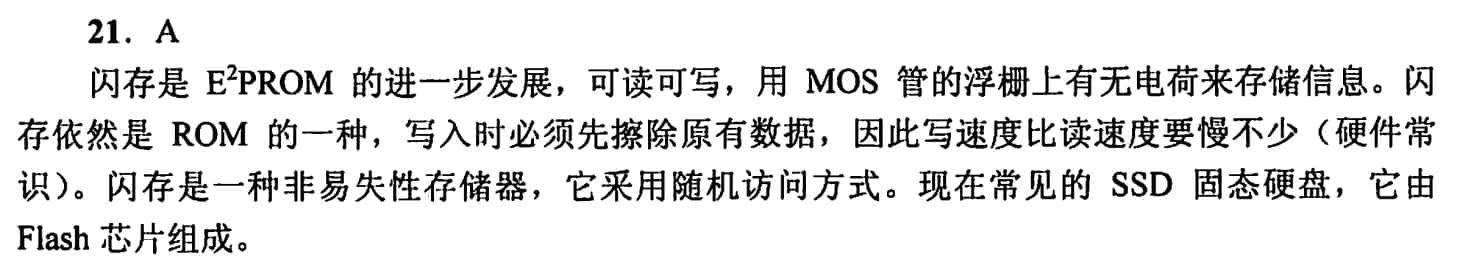 21. A
闪存是 E²PROM 的进一步发展，可读可写，用 MOS 管的浮栅上有无电荷来存储信息。闪
存依然是 ROM 的一种，写入时必须先擦除原有数据，因此写速度比读速度要慢不少（硬件常
识）。闪存是一种非易失性存储器，它采用随机访问方式。现在常见的 SSD 固态硬盘，它由
Flash 芯片组成。